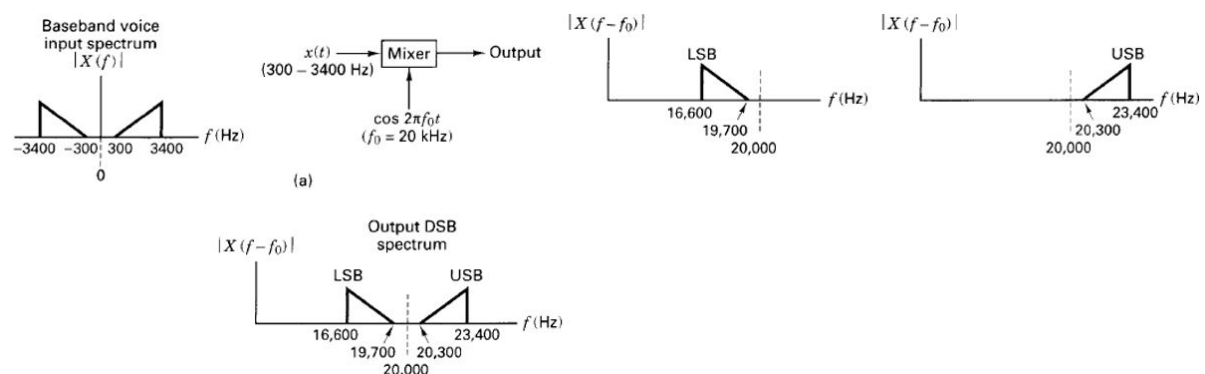 Baseband voice
input spectrum
|X(f)|
f(Hz)
−3400 −300 300 3400
0
x(t) Mixer Output
(300 – 3400 Hz)
cos 2πf₀t
(f₀ = 20 kHz)
(a)
|X(f−f₀)|
LSB
f(Hz)
16,600
19,700
20,000
|X(f−f₀)|
USB
f(Hz)
23,400
20,300
20,000
Output DSB
spectrum
|X(f−f₀)|
LSB USB
f(Hz)
16,600 23,400
19,700 20,300
20,000